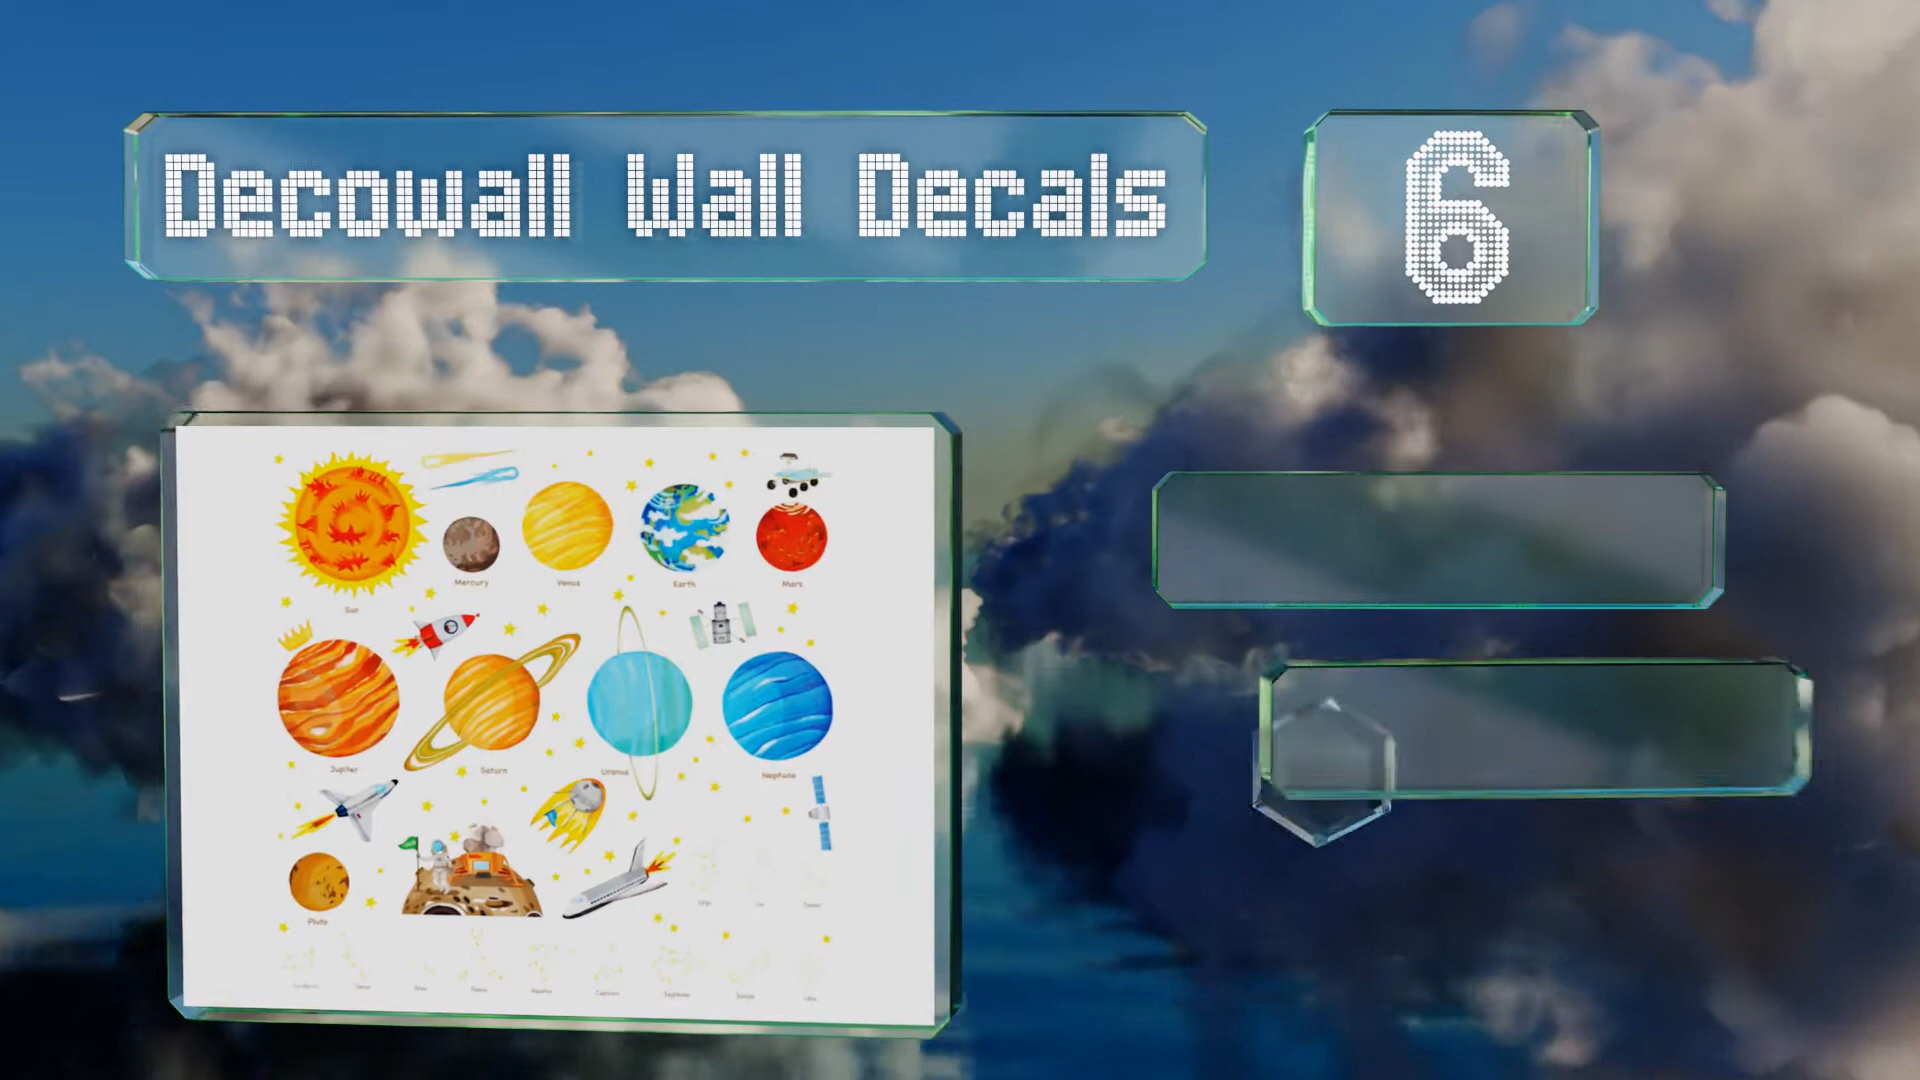 Decowall Wall Decals
6
Mercury
Venus
Earth
Mars
Sun
Jupiter
Saturn
Uranus
Neptune
Pluto